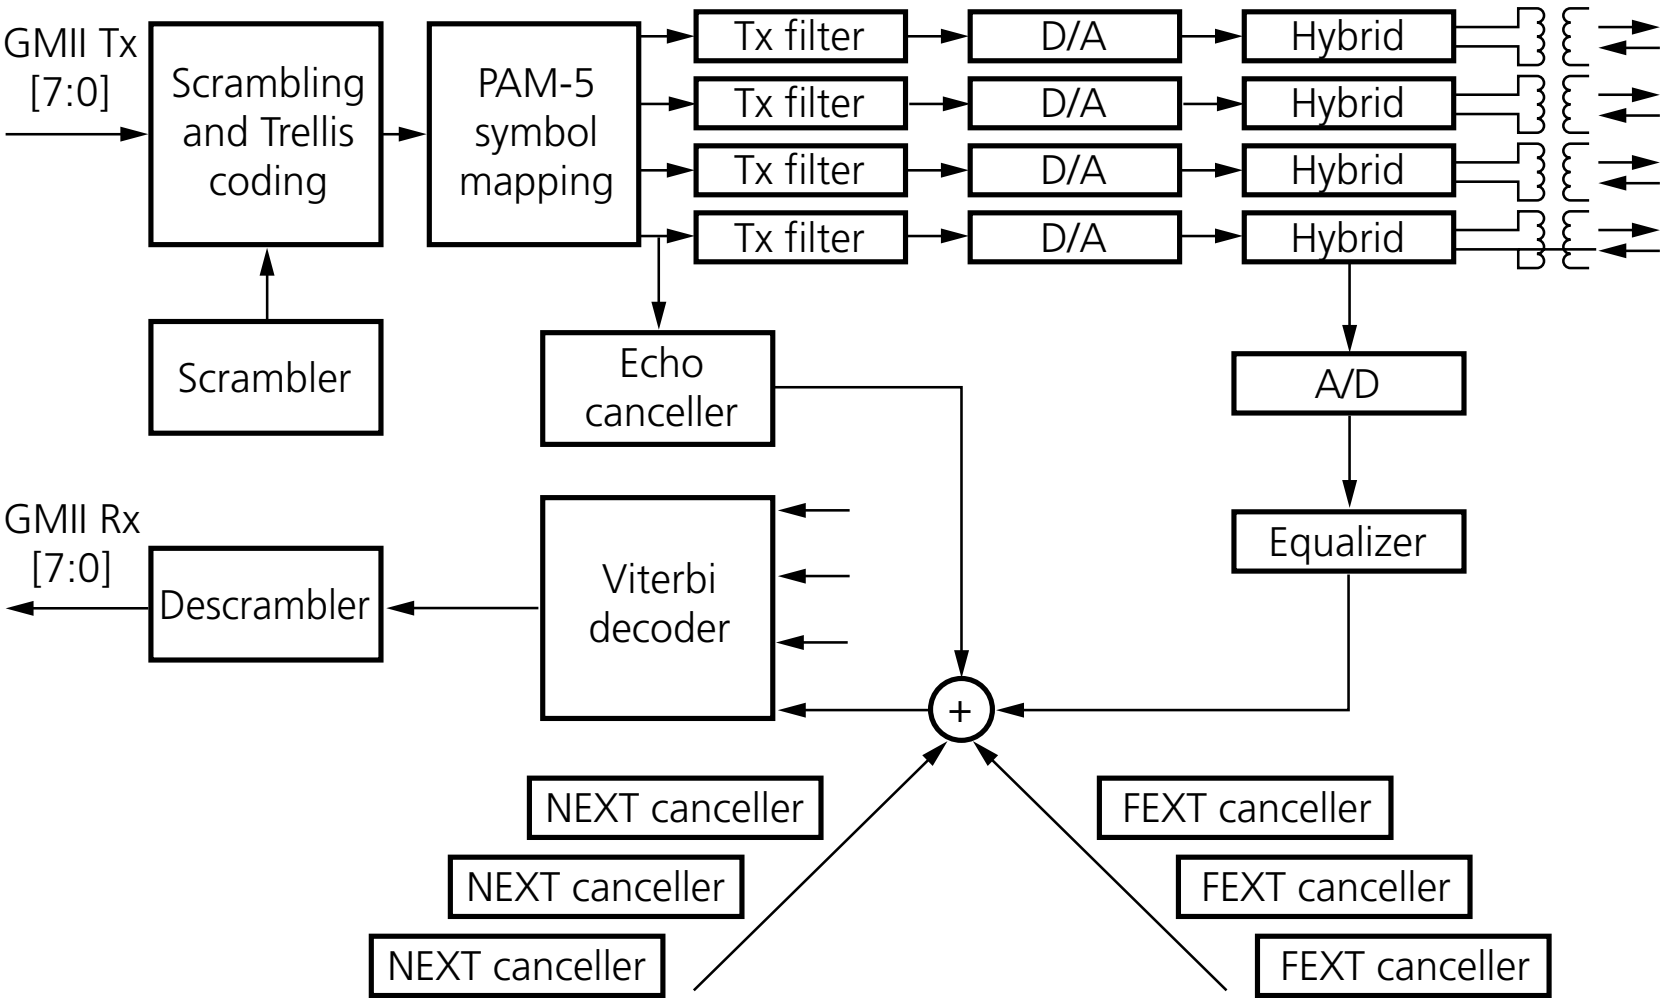 GMII Tx
[7:0]
Scrambling
and Trellis
coding
PAM-5
symbol
mapping
Tx filter
D/A
Hybrid
Tx filter
D/A
Hybrid
Tx filter
D/A
Hybrid
Tx filter
D/A
Hybrid
Scrambler
Echo
canceller
A/D
GMII Rx
[7:0]
Descrambler
Viterbi
decoder
Equalizer
+
NEXT canceller
FEXT canceller
NEXT canceller
FEXT canceller
NEXT canceller
FEXT canceller